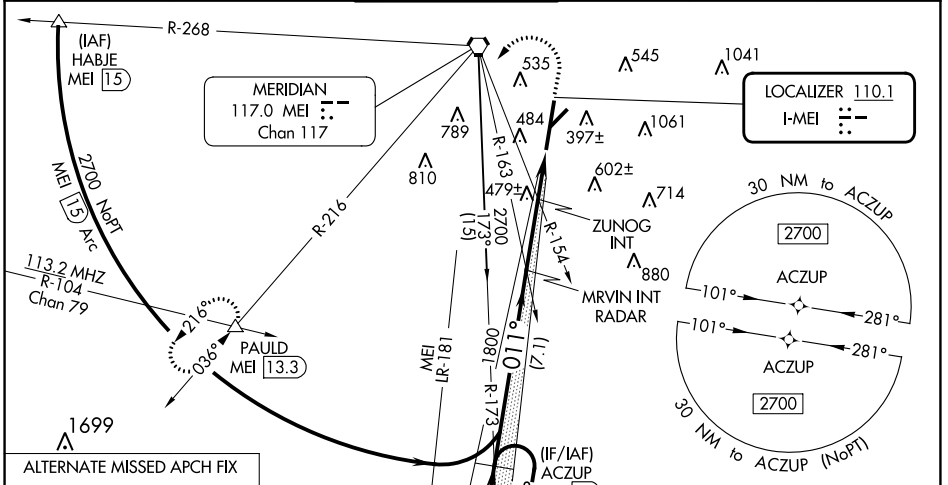 R-268
(IAF)
HABJE
MEI 15
MERIDIAN
117.0 MEI
Chan 117
535
545
1041
LOCALIZER 110.1
I-MEI
789
484
397±
1061
810
R-163
479±
602±
714
2700 NoPT
MEI 15 Arc
R-216
2700
173°
(15)
ZUNOG
INT
R-154
880
MRVIN INT
RADAR
30 NM to ACZUP
2700
ACZUP
101°
281°
101°
281°
ACZUP
2700
30 NM to ACZUP (NoPT)
113.2 MHZ
R-104
Chan 79
216°
036°
PAULD
MEI 13.3
MEI
LR-181
1800
R-173
011°
(7.1)
1699
ALTERNATE MISSED APCH FIX
(IF/IAF)
ACZUP